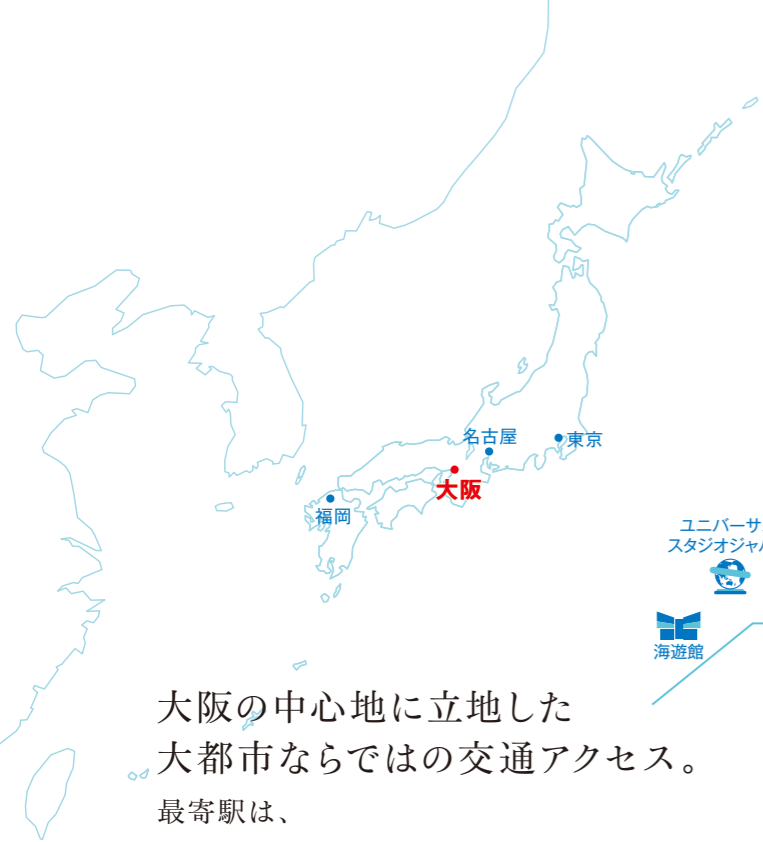 名古屋
東京
大阪
福岡
ユニバーサ
スタジオジャ
海遊館
大阪の中心地に立地した
大都市ならではの交通アクセス。
最寄駅は、